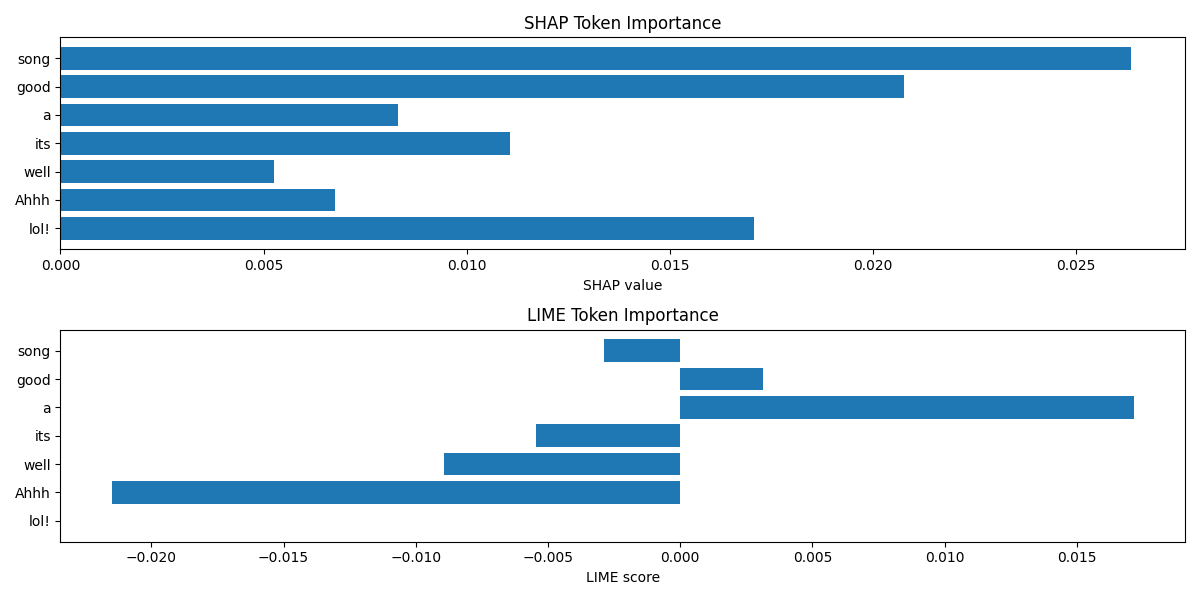 SHAP Token Importance
song
good
a
its
well
Ahhh
lol!
0.000 0.005 0.010 0.015 0.020 0.025
SHAP value
LIME Token Importance
song
good
a
its
well
Ahhh
lol!
−0.020 −0.015 −0.010 −0.005 0.000 0.005 0.010 0.015
LIME score